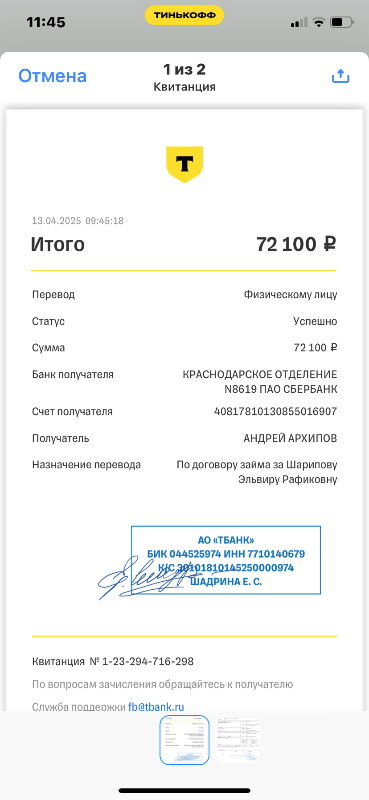 11:45
ТИНЬКОФФ
Отмена
1 из 2
Квитанция
Т
13.04.2025 09:45:18
Итого 72 100 ₽
Перевод Физическому лицу
Статус Успешно
Сумма 72 100 ₽
Банк получателя КРАСНОДАРСКОЕ ОТДЕЛЕНИЕ
N8619 ПАО СБЕРБАНК
Счет получателя 40817810130855016907
Получатель АНДРЕЙ АРХИПОВ
Назначение перевода По договору займа за Шарипову
Эльвиру Рафиковну
АО «ТБАНК»
БИК 044525974 ИНН 7710140679
К/С 30101810145250000974
ШАДРИНА Е. С.
Квитанция № 1-23-294-716-298
По вопросам зачисления обращайтесь к получателю
Служба поддержки fb@tbank.ru